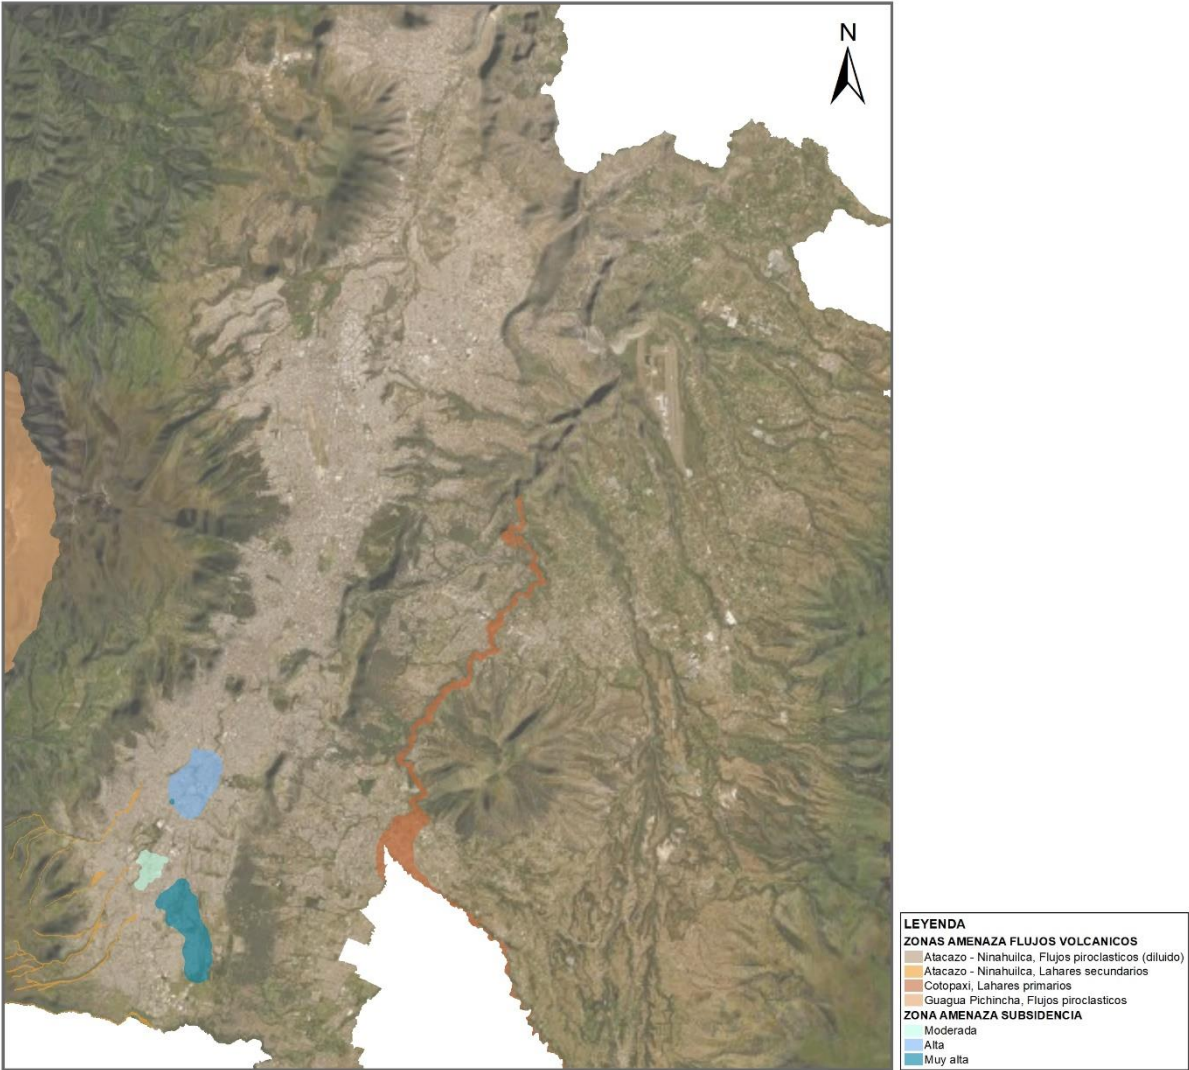 N
LEYENDA
ZONAS AMENAZA FLUJOS VOLCANICOS
Atacazo - Ninahuilca, Flujos piroclasticos (diluido)
Atacazo - Ninahuilca, Lahares secundarios
Cotopaxi, Lahares primarios
Guagua Pichincha, Flujos piroclasticos
ZONA AMENAZA SUBSIDENCIA
Moderada
Alta
Muy alta